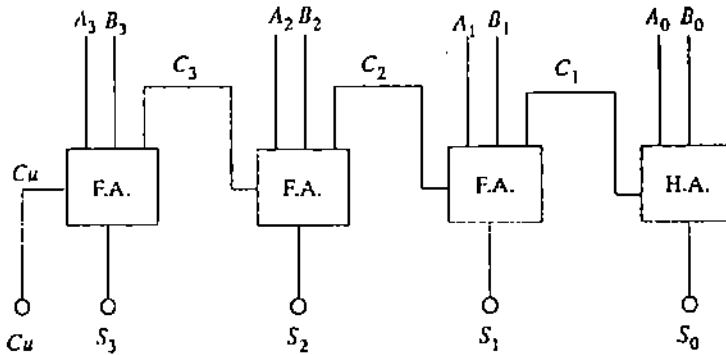 A₃ B₃ A₂ B₂ A₁ B₁ A₀ B₀
C₃ C₂ C₁
Cu F.A. F.A. F.A. H.A.
Cu S₃ S₂ S₁ S₀